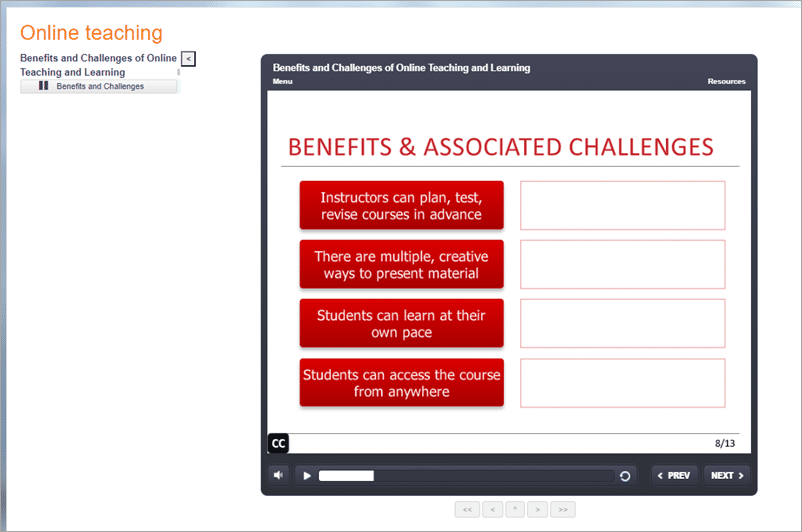 Online teaching
Benefits and Challenges of Online <
Teaching and Learning
Benefits and Challenges
Benefits and Challenges of Online Teaching and Learning
Menu
Resources
BENEFITS & ASSOCIATED CHALLENGES
Instructors can plan, test,
revise courses in advance
There are multiple, creative
ways to present material
Students can learn at their
own pace
Students can access the course
from anywhere
CC
8/13
< PREV
NEXT >
<< < ^ > >>